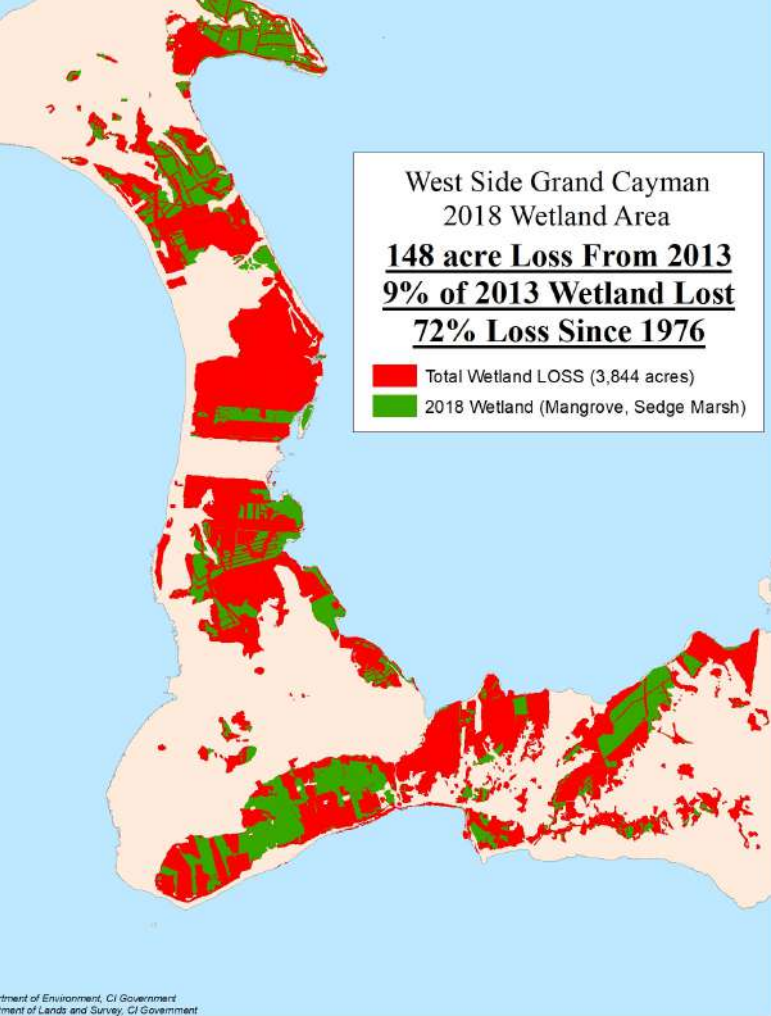 West Side Grand Cayman
2018 Wetland Area
148 acre Loss From 2013
9% of 2013 Wetland Lost
72% Loss Since 1976
Total Wetland LOSS (3,844 acres)
2018 Wetland (Mangrove, Sedge Marsh)
rtment of Environment, CI Government
ment of Lands and Survey, CI Government